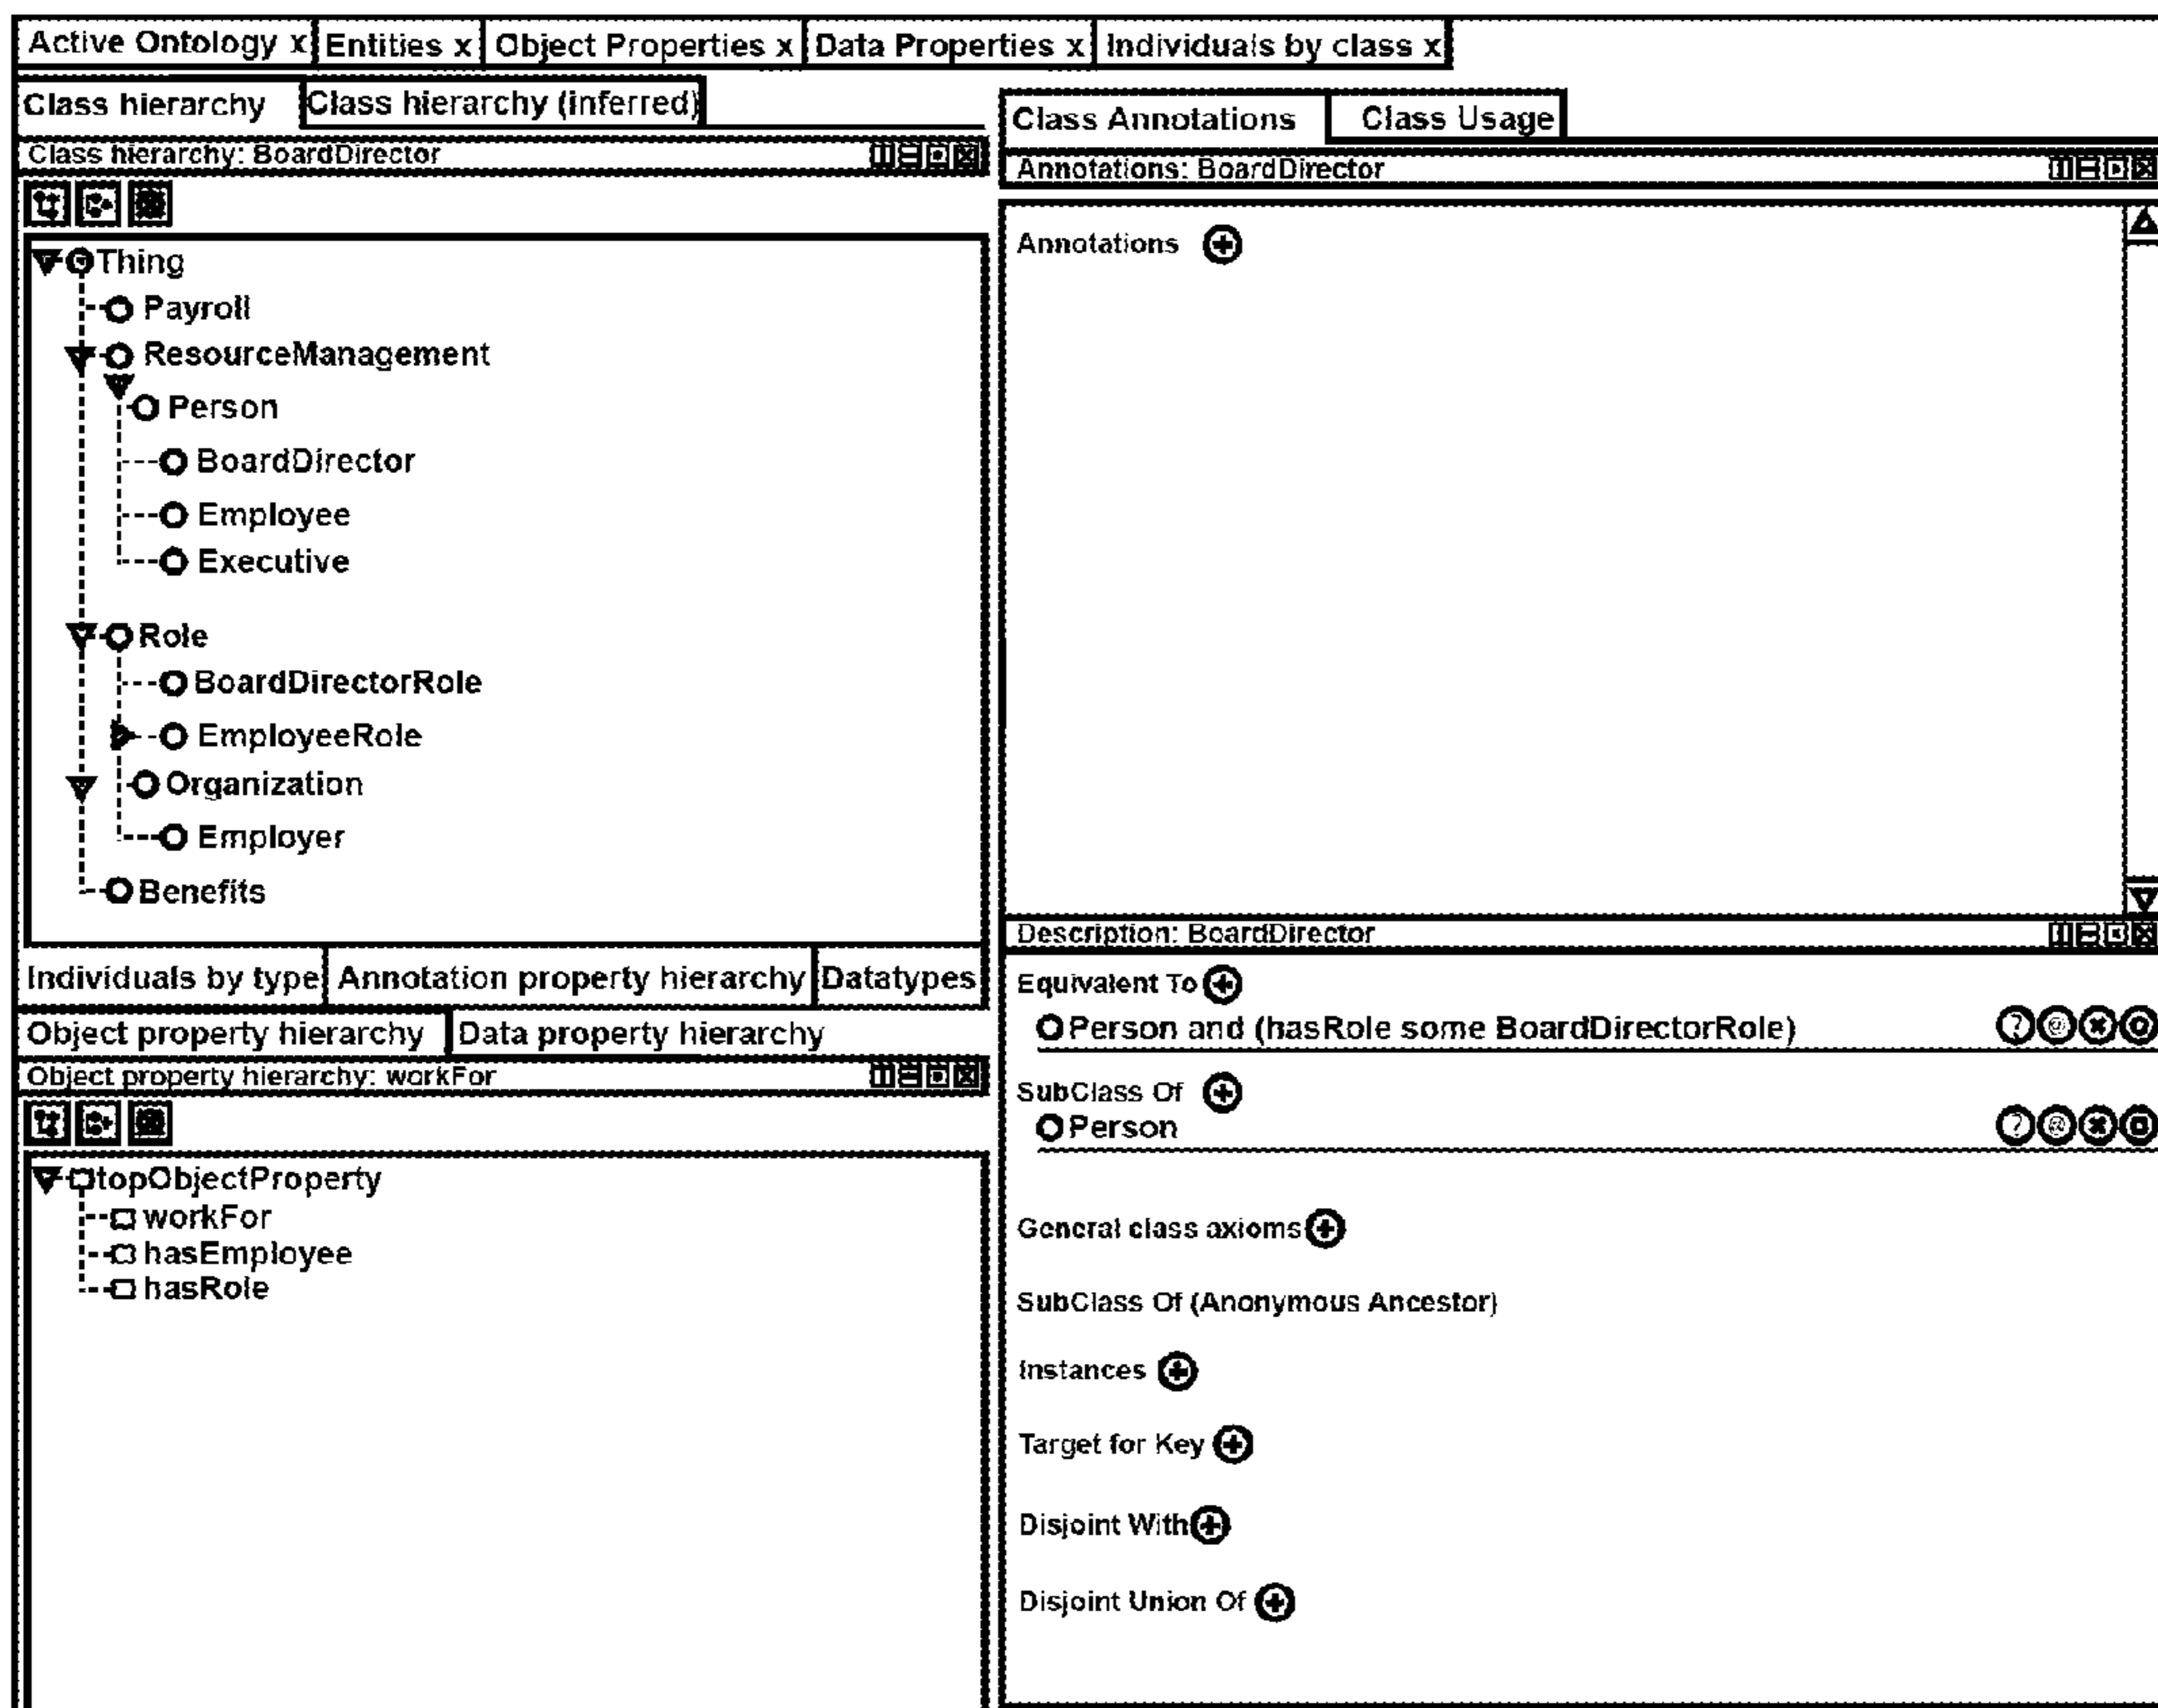 Active Ontology x Entities x Object Properties x Data Properties x Individuals by class x
Class hierarchy Class hierarchy (inferred)
Class hierarchy: BoardDirector
Thing
Payroll
ResourceManagement
Person
BoardDirector
Employee
Executive
Role
BoardDirectorRole
EmployeeRole
Organization
Employer
Benefits
Individuals by type Annotation property hierarchy Datatypes
Object property hierarchy Data property hierarchy
Object property hierarchy: workFor
topObjectProperty
workFor
hasEmployee
hasRole
Class Annotations Class Usage
Annotations: BoardDirector
Annotations
Description: BoardDirector
Equivalent To
Person and (hasRole some BoardDirectorRole)
SubClass Of
Person
General class axioms
SubClass Of (Anonymous Ancestor)
Instances
Target for Key
Disjoint With
Disjoint Union Of